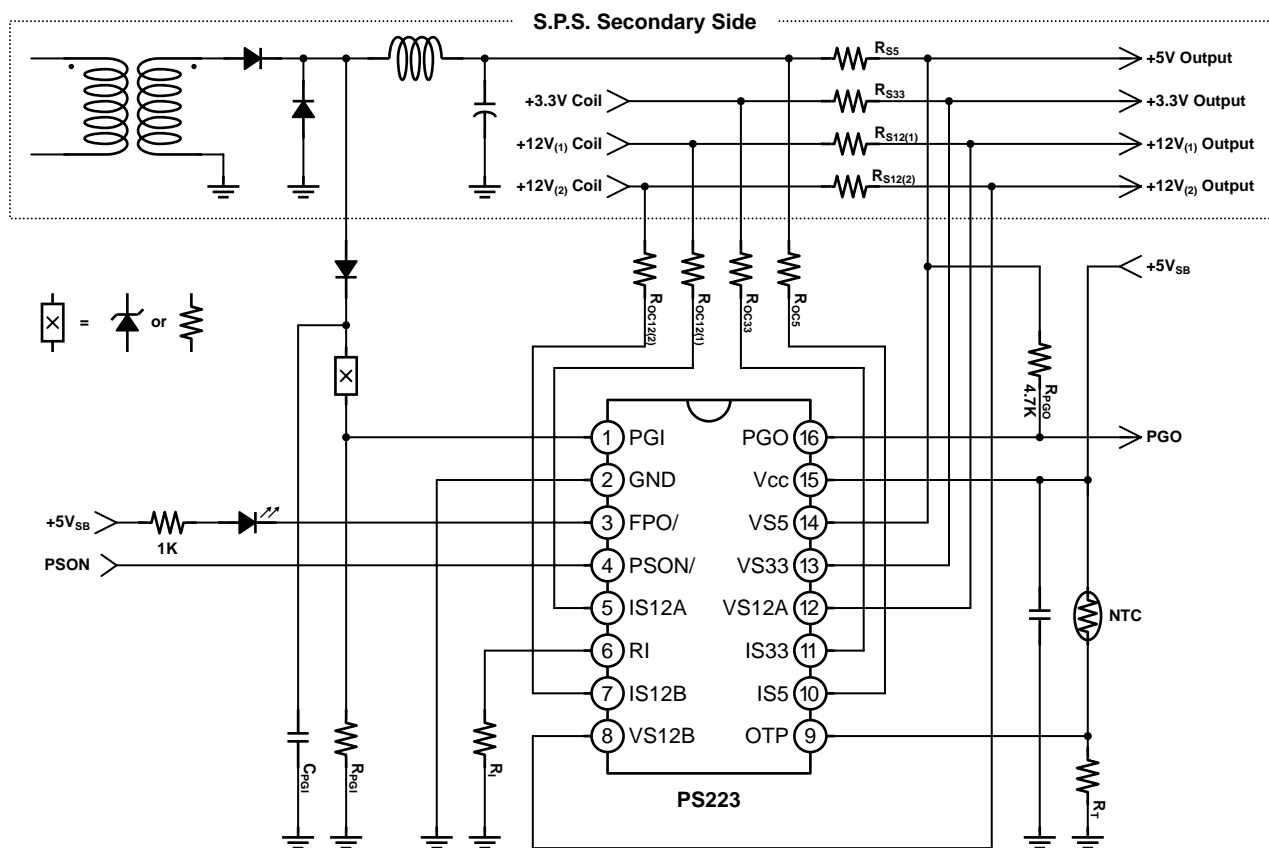 S.P.S. Secondary Side
RS5
+5V Output
+3.3V Coil
RS33
+3.3V Output
+12V(1) Coil
RS12(1)
+12V(1) Output
+12V(2) Coil
RS12(2)
+12V(2) Output
+5VSB
ROC12(2)
ROC12(1)
ROC33
ROC5
= or
RPGO
4.7K
1 PGI
PGO 16
PGO
2 GND
Vcc 15
+5VSB
1K
3 FPO/
VS5 14
PSON
4 PSON/
VS33 13
5 IS12A
VS12A 12
NTC
6 RI
IS33 11
7 IS12B
IS5 10
8 VS12B
OTP 9
CPGI
RPGI
RI
RT
PS223